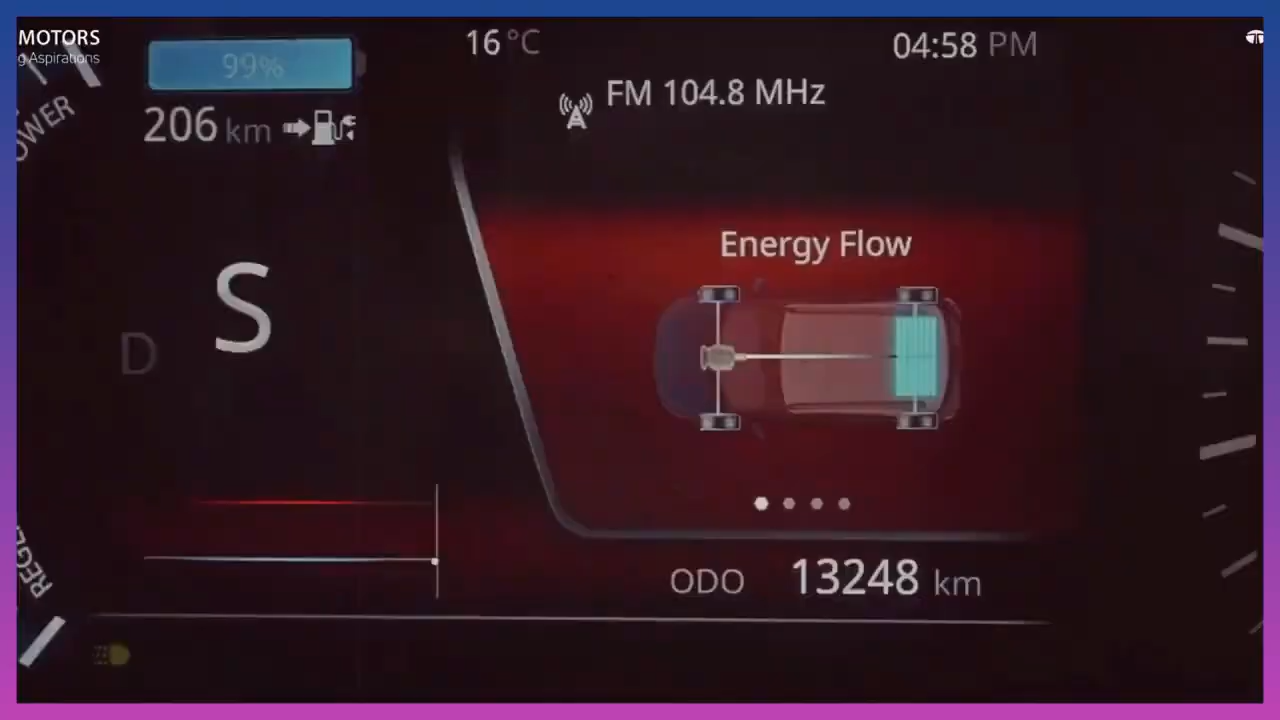 MOTORS
g Aspirations
99%
16 °C
04:58 PM
OWER
206 km
FM 104.8 MHz
Energy Flow
S
D
REGE
ODO 13248 km